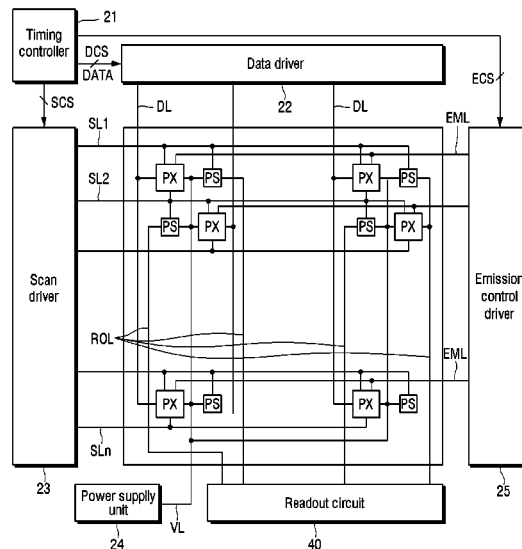 21
Timing
controller
DCS
DATA
Data driver
ECS
SCS
DL
22
DL
SL1
EML
PX
PS
PX
PS
SL2
PS
PX
PS
PX
Scan
driver
Emission
control
driver
ROL
EML
PX
PS
PX
PS
SLn
23
Power supplly
unit
Readout circuit
25
24
VL
40